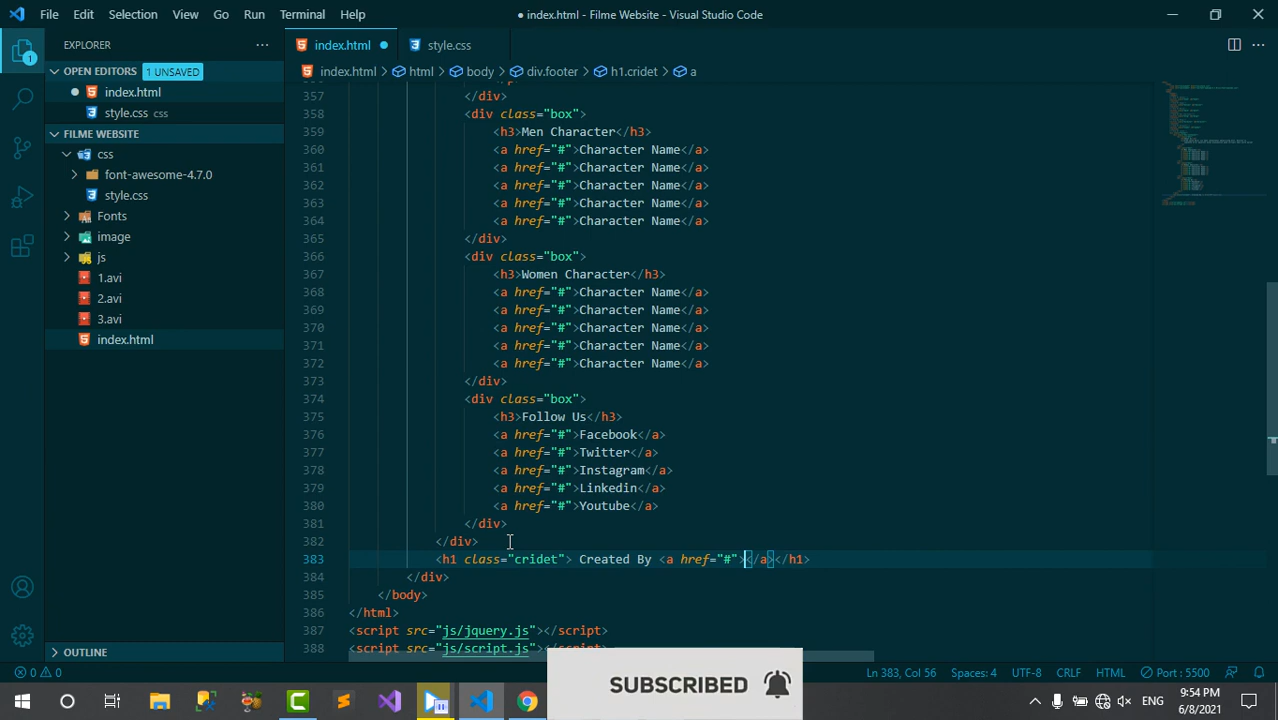 File Edit Selection View Go Run Terminal Help
● index.html - Filme Website - Visual Studio Code
EXPLORER ···
index.html ●
style.css
OPEN EDITORS 1 UNSAVED
● index.html
style.css css
FILME WEBSITE
css
font-awesome-4.7.0
style.css
Fonts
image
js
1.avi
2.avi
3.avi
index.html
OUTLINE
1
index.html > html > body > div.footer > h1.cridet > a
357 </div>
358 <div class="box">
359 <h3>Men Character</h3>
360 <a href="#">Character Name</a>
361 <a href="#">Character Name</a>
362 <a href="#">Character Name</a>
363 <a href="#">Character Name</a>
364 <a href="#">Character Name</a>
365 </div>
366 <div class="box">
367 <h3>Women Character</h3>
368 <a href="#">Character Name</a>
369 <a href="#">Character Name</a>
370 <a href="#">Character Name</a>
371 <a href="#">Character Name</a>
372 <a href="#">Character Name</a>
373 </div>
374 <div class="box">
375 <h3>Follow Us</h3>
376 <a href="#">Facebook</a>
377 <a href="#">Twitter</a>
378 <a href="#">Instagram</a>
379 <a href="#">Linkedin</a>
380 <a href="#">Youtube</a>
381 </div>
382 </div>
383 <h1 class="cridet"> Created By <a href="#"></a></h1>
384 </div>
385 </body>
386 </html>
387 <script src="js/jquery.js"></script>
388 <script src="js/script.js"></script>
0 0
Ln 383, Col 56 Spaces: 4 UTF-8 CRLF HTML Port : 5500
SUBSCRIBED
ENG
9:54 PM
6/8/2021